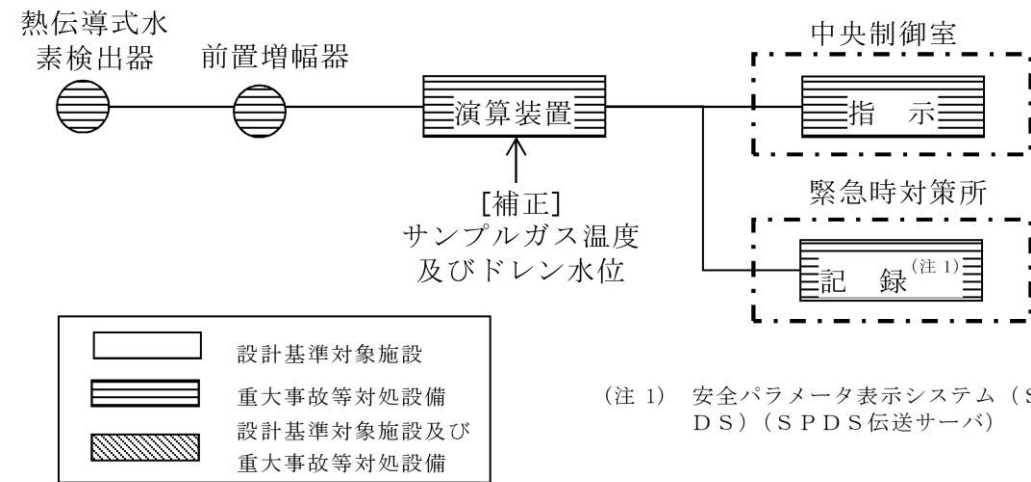 熱伝導式水
素検出器
前置増幅器
演算装置
[補正]
サンプルガス温度
及びドレン水位
中央制御室
指　示
緊急時対策所
記　録(注1)
設計基準対象施設
重大事故等対処設備
設計基準対象施設及び
重大事故等対処設備
(注 1)　安全パラメータ表示システム（S
ＤＳ）（ＳＰＤＳ伝送サーバ）